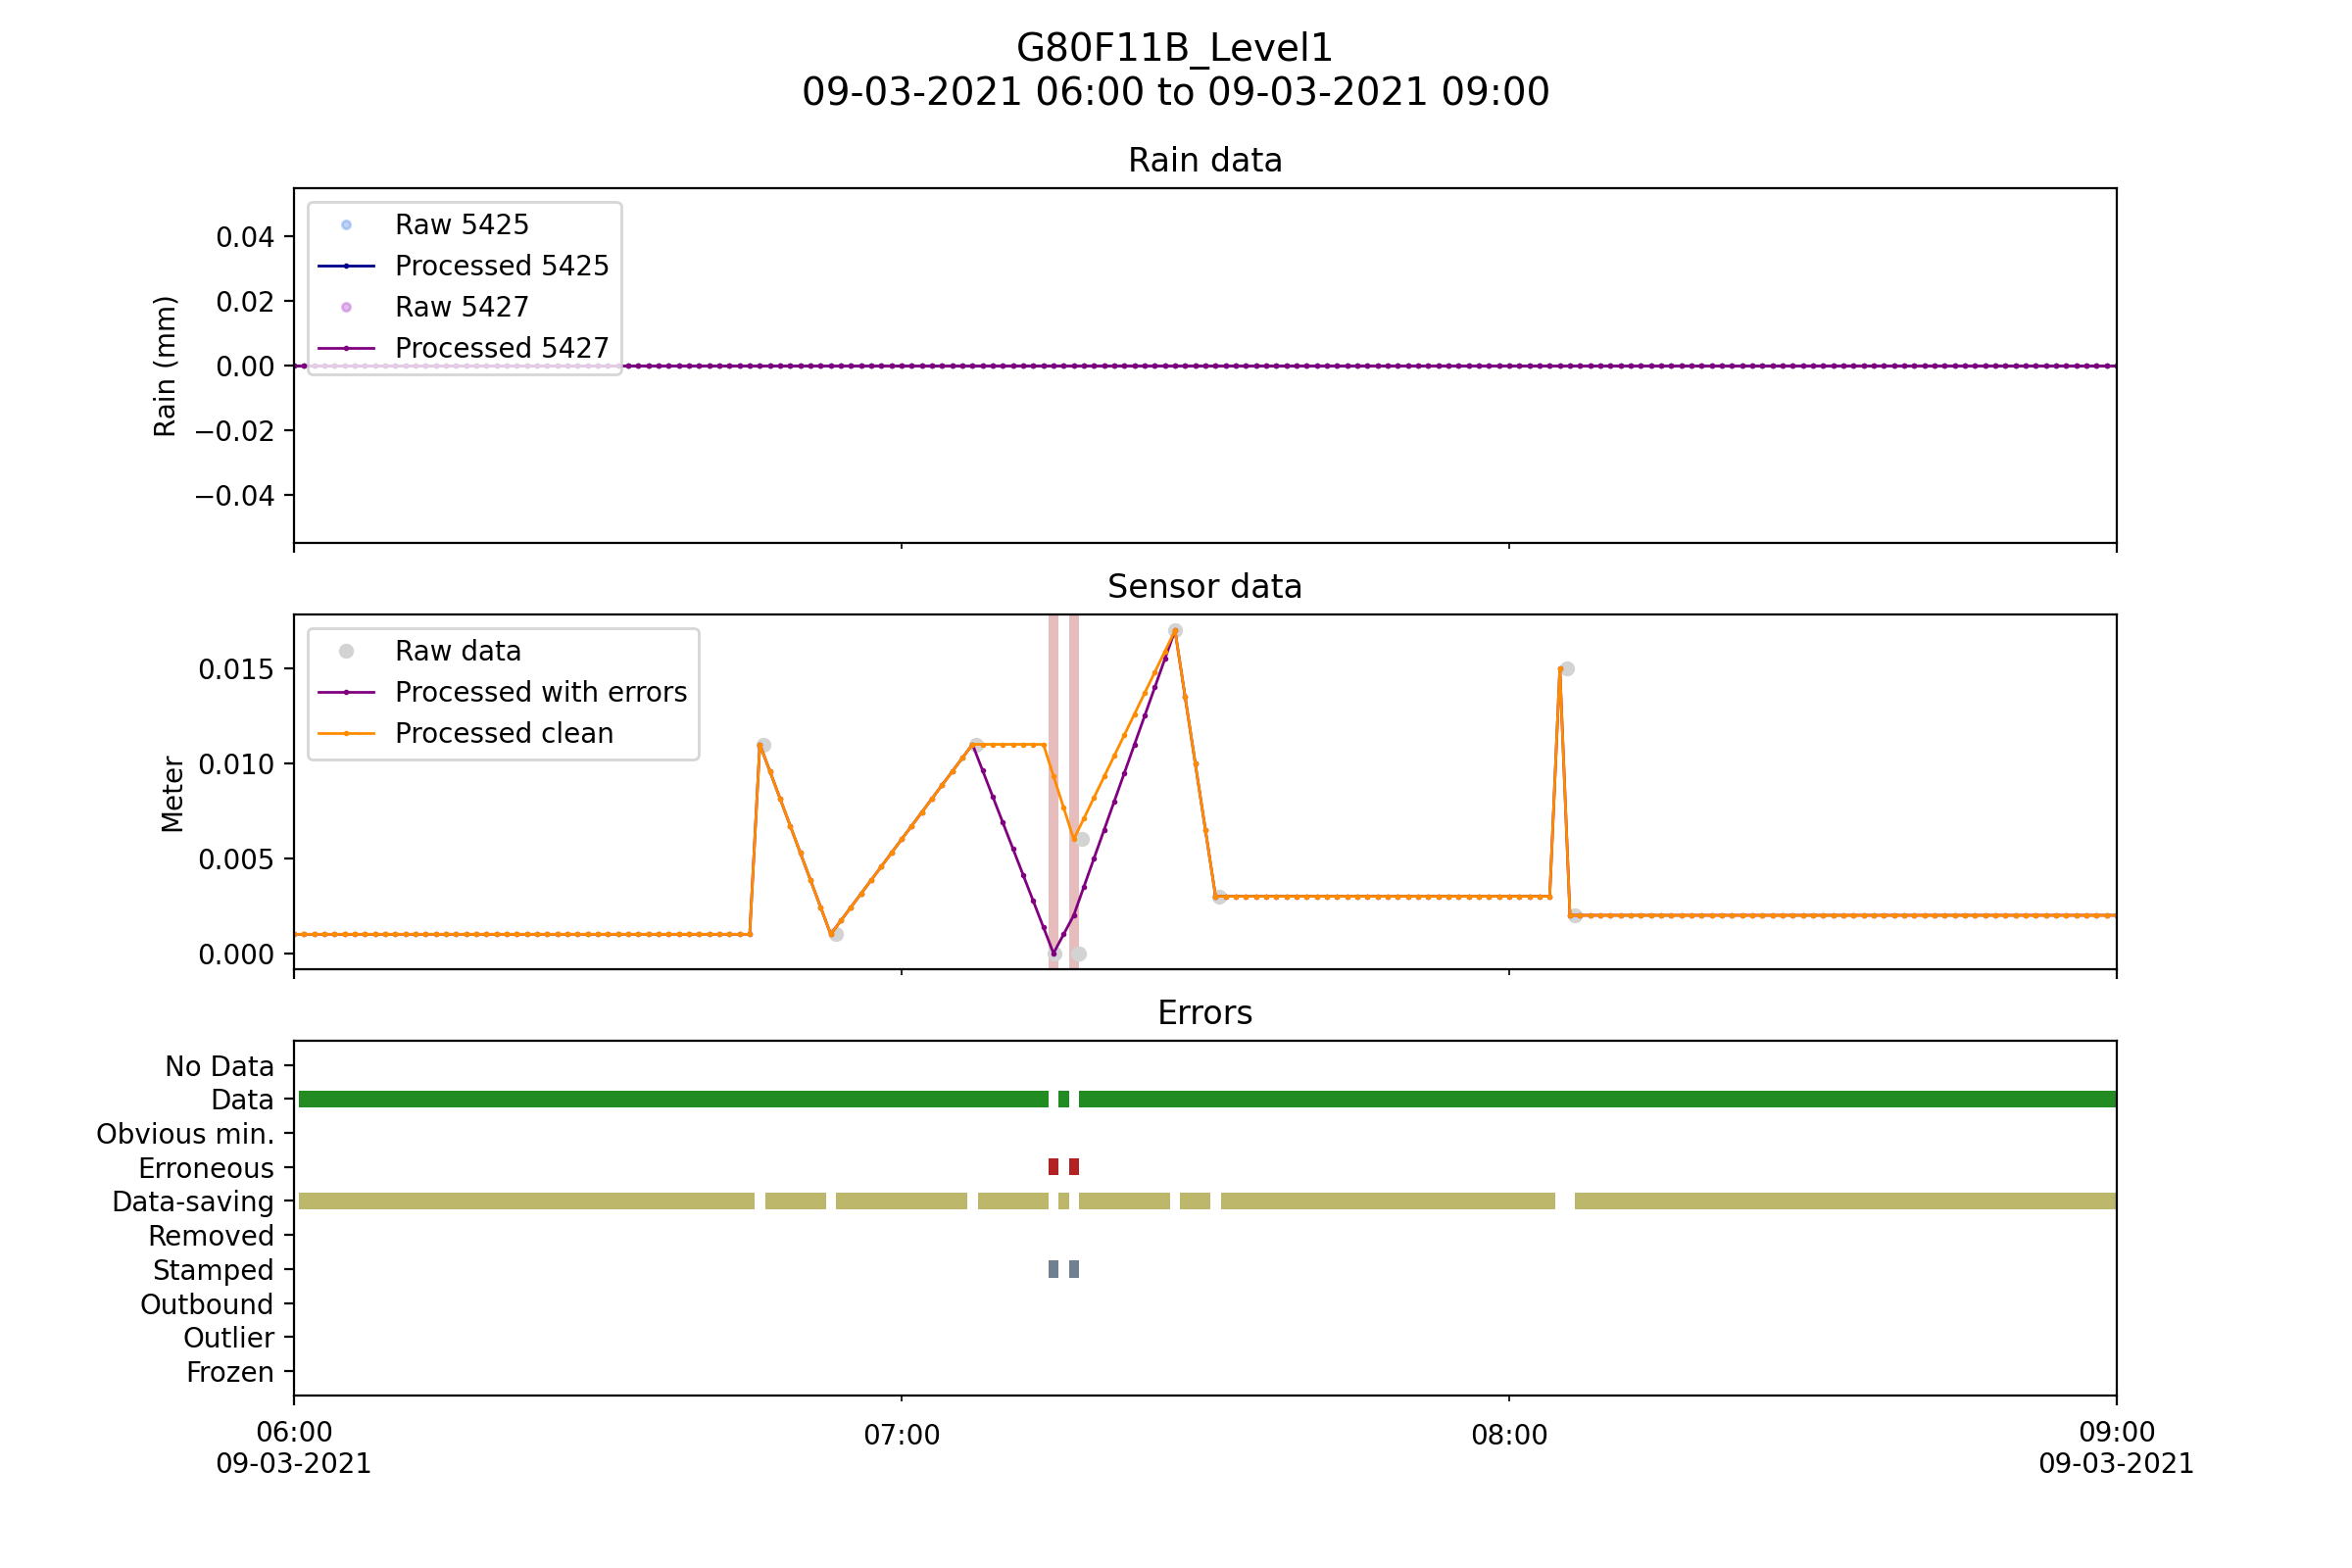 G80F11B_Level1
09-03-2021 06:00 to 09-03-2021 09:00
Rain data
Rain (mm)
0.04
0.02
0.00
−0.02
−0.04
Raw 5425
Processed 5425
Raw 5427
Processed 5427
Sensor data
Meter
0.015
0.010
0.005
0.000
Raw data
Processed with errors
Processed clean
Errors
No Data
Data
Obvious min.
Erroneous
Data-saving
Removed
Stamped
Outbound
Outlier
Frozen
06:00
09-03-2021
07:00
08:00
09:00
09-03-2021